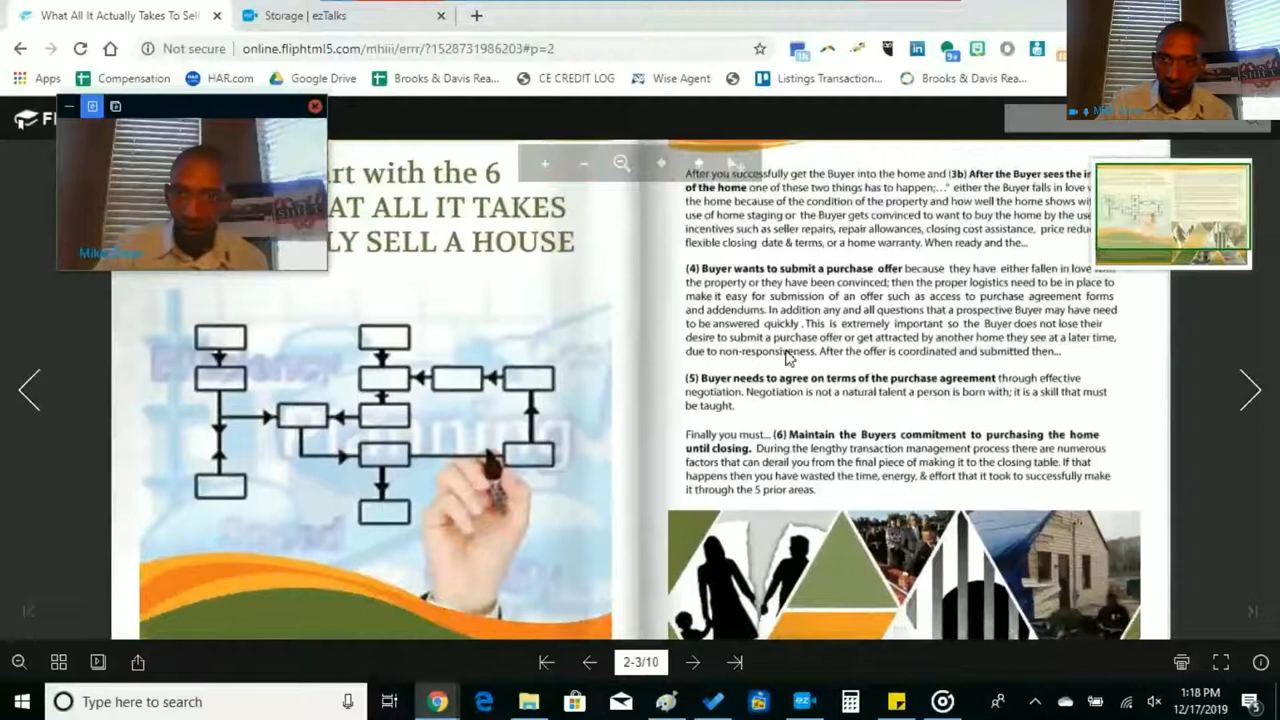 What All It Actually Takes To Sell
Storage | ezTalks
Not secure
online.fliphtml5.com/mhiii/errr/?1528731986203#p=2
9+
Apps
Compensation
HAR.com
Google Drive
Brooks & Davis Rea...
CE CREDIT LOG
Wise Agent
Listings Transaction...
Brooks & Davis Rea...
rt with the 6
AT ALL IT TAKES
LY SELL A HOUSE
After you successfully get the Buyer into the home and (3b) After the Buyer sees the in
of the home one of these two things has to happen;..." either the Buyer falls in love
the home because of the condition of the property and how well the home shows wi
use of home staging or the Buyer gets convinced to want to buy the home by the use
incentives such as seller repairs, repair allowances, closing cost assistance, price redu
flexible closing date & terms, or a home warranty. When ready and the...
(4) Buyer wants to submit a purchase offer because they have either fallen in love
the property or they have been convinced; then the proper logistics need to be in place to
make it easy for submission of an offer such as access to purchase agreement forms
and addendums. In addition any and all questions that a prospective Buyer may have need
to be answered quickly. This is extremely important so the Buyer does not lose their
desire to submit a purchase offer or get attracted by another home they see at a later time,
due to non-responsiveness. After the offer is coordinated and submitted then...
(5) Buyer needs to agree on terms of the purchase agreement through effective
negotiation. Negotiation is not a natural talent a person is born with; it is a skill that must
be taught.
Finally you must... (6) Maintain the Buyers commitment to purchasing the home
until closing. During the lengthy transaction management process there are numerous
factors that can derail you from the final piece of making it to the closing table. If that
happens then you have wasted the time, energy, & effort that it took to successfully make
it through the 5 prior areas.
2-3/10
Type here to search
1:18 PM
12/17/2019